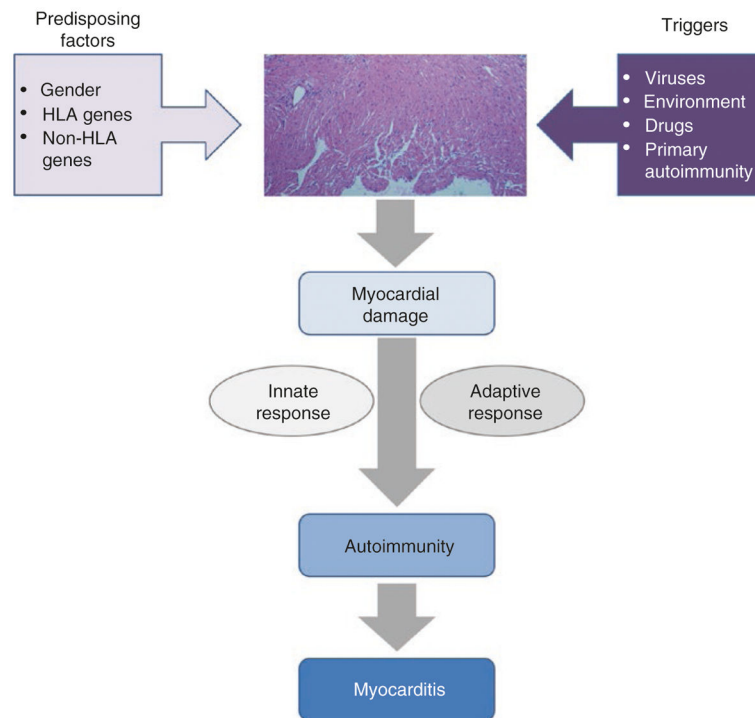 Predisposing
factors
• Gender
• HLA genes
• Non-HLA
genes
Triggers
• Viruses
• Environment
• Drugs
• Primary
autoimmunity
Myocardial
damage
Innate
response
Adaptive
response
Autoimmunity
Myocarditis